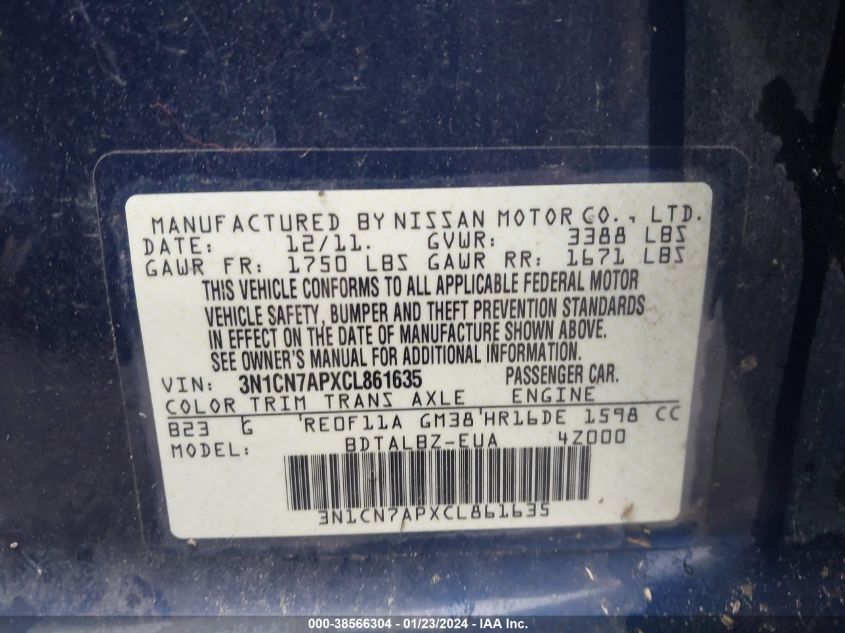 MANUFACTURED BY NISSAN MOTOR CO., LTD.
DATE: 12/11. GVWR: 3388 LBS
GAWR FR: 1750 LBS GAWR RR: 1671 LBS
THIS VEHICLE CONFORMS TO ALL APPLICABLE FEDERAL MOTOR
VEHICLE SAFETY, BUMPER AND THEFT PREVENTION STANDARDS
IN EFFECT ON THE DATE OF MANUFACTURE SHOWN ABOVE.
SEE OWNER'S MANUAL FOR ADDITIONAL INFORMATION.
VIN: 3N1CN7APXCL861635 PASSENGER CAR.
COLOR TRIM TRANS AXLE ENGINE
B23 G RE0F11A GM38 HR16DE 1598 CC
MODEL: BDTALBZ-EUA 4Z000
3N1CN7APXCL861635
000-38566304 / 01/23/2024 - IAA Inc.